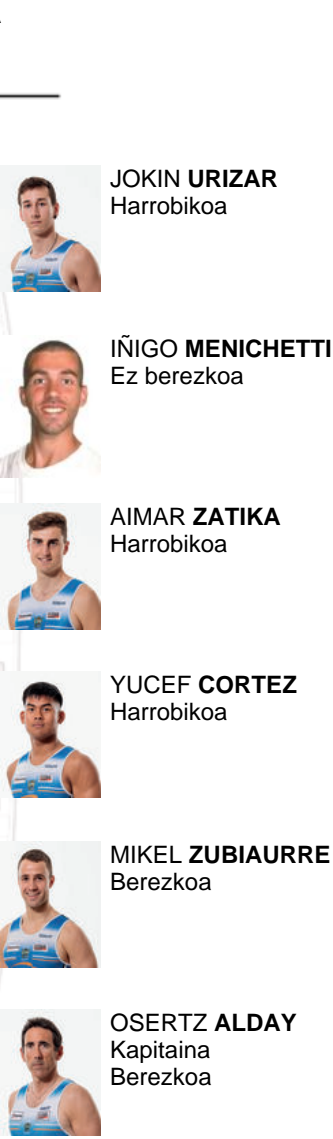 JOKIN URIZAR
Harrobikoa
IÑIGO MENICHETTI
Ez berezkoa
AIMAR ZATIKA
Harrobikoa
YUCEF CORTEZ
Harrobikoa
MIKEL ZUBIAURRE
Berezkoa
OSERTZ ALDAY
Kapitaina
Berezkoa